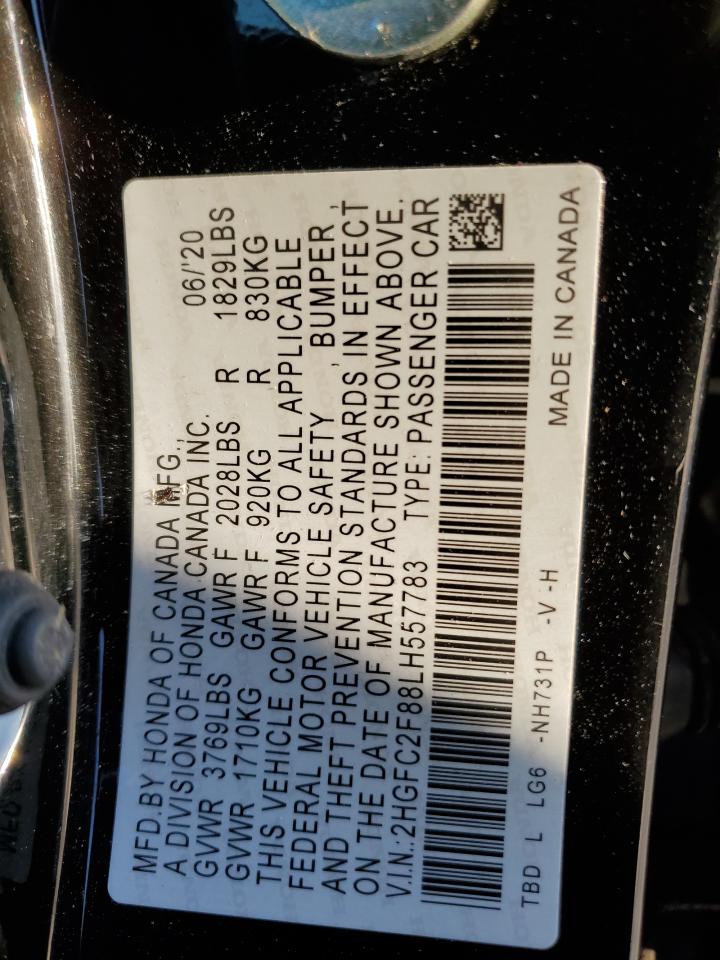 MFD.BY HONDA OF CANADA MFG., 06/'20
A DIVISION OF HONDA CANADA INC.
GVWR 3769LBS GAWR F 2028LBS R 1829LBS
GVWR 1710KG GAWR F 920KG R 830KG
THIS VEHICLE CONFORMS TO ALL APPLICABLE
FEDERAL MOTOR VEHICLE SAFETY , BUMPER ,
AND THEFT PREVENTION STANDARDS IN EFFECT
ON THE DATE OF MANUFACTURE SHOWN ABOVE.
V.I.N.:2HGFC2F88LH557783 TYPE: PASSENGER CAR
TBD L LG6 -NH731P -V -H MADE IN CANADA